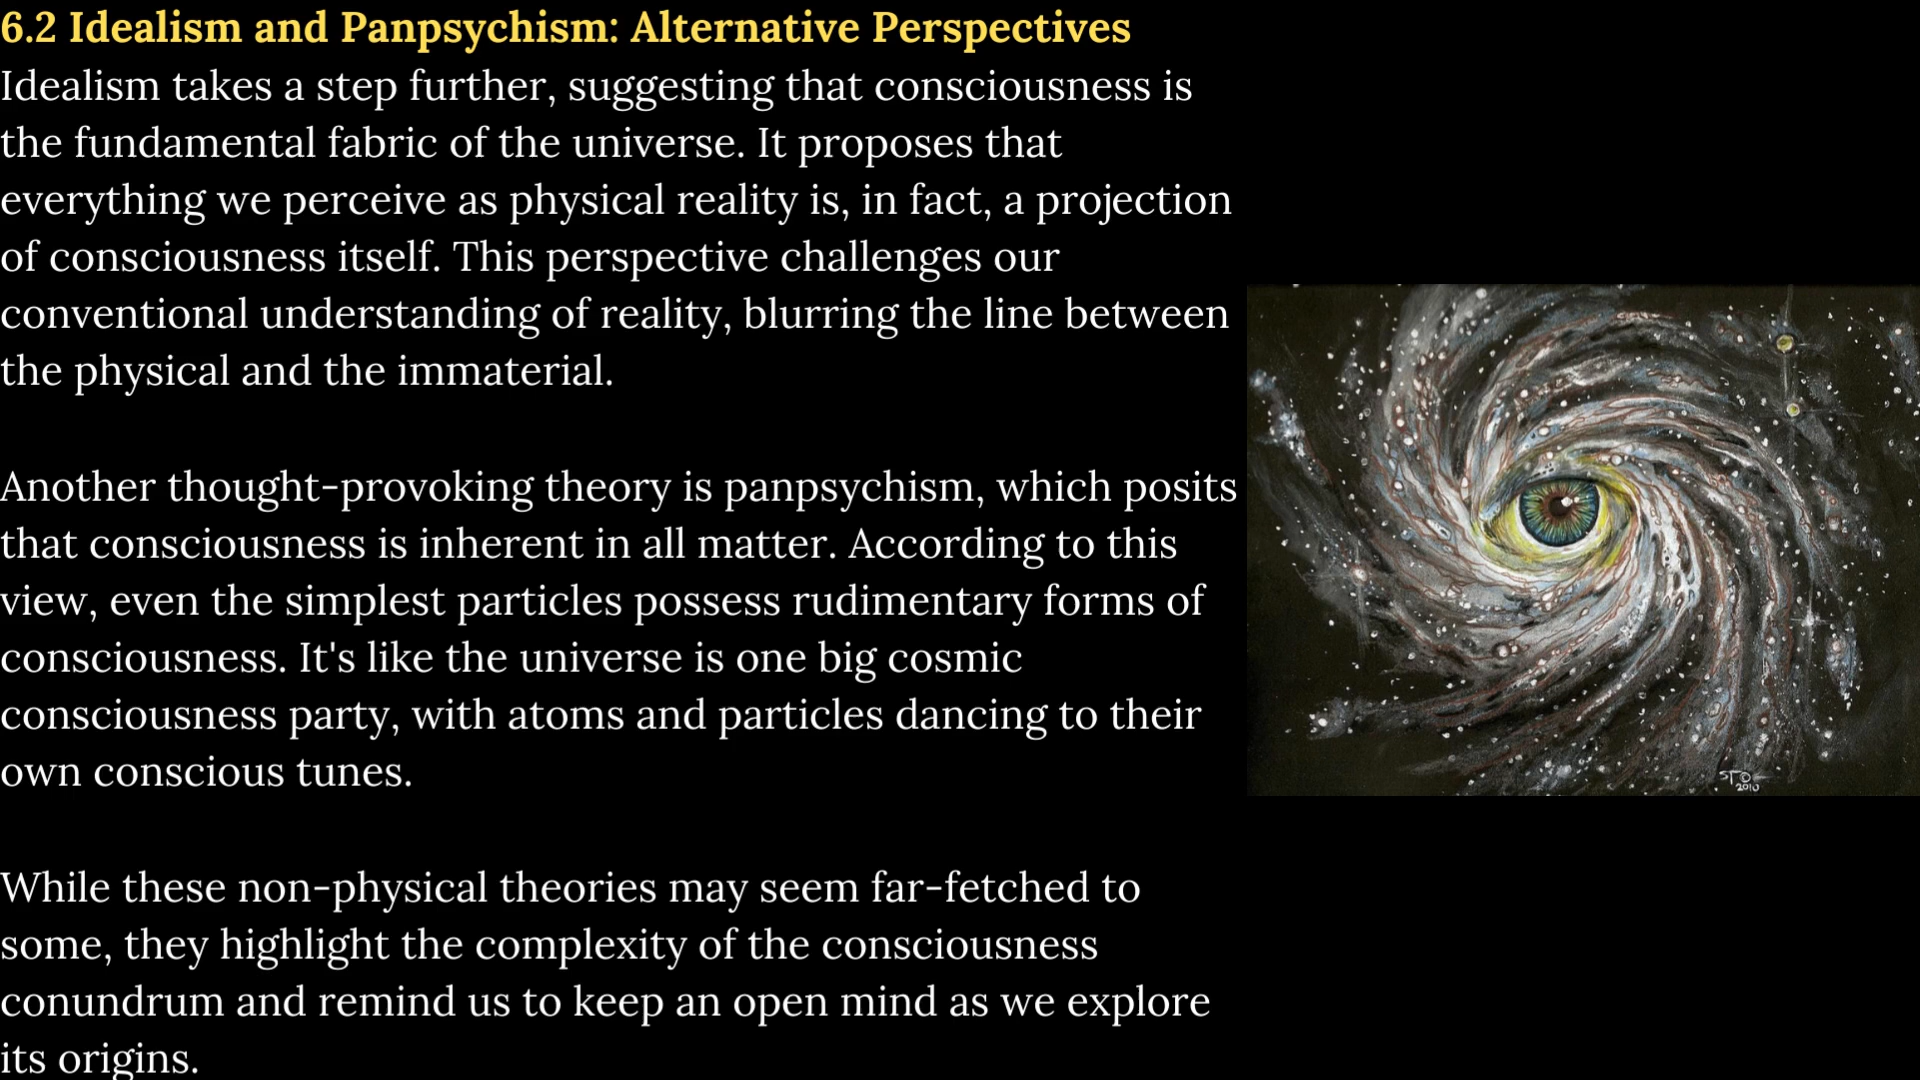 6.2 Idealism and Panpsychism: Alternative Perspectives
Idealism takes a step further, suggesting that consciousness is
the fundamental fabric of the universe. It proposes that
everything we perceive as physical reality is, in fact, a projection
of consciousness itself. This perspective challenges our
conventional understanding of reality, blurring the line between
the physical and the immaterial.
Another thought-provoking theory is panpsychism, which posits
that consciousness is inherent in all matter. According to this
view, even the simplest particles possess rudimentary forms of
consciousness. It's like the universe is one big cosmic
consciousness party, with atoms and particles dancing to their
own conscious tunes.
While these non-physical theories may seem far-fetched to
some, they highlight the complexity of the consciousness
conundrum and remind us to keep an open mind as we explore
its origins.
ST©
2010